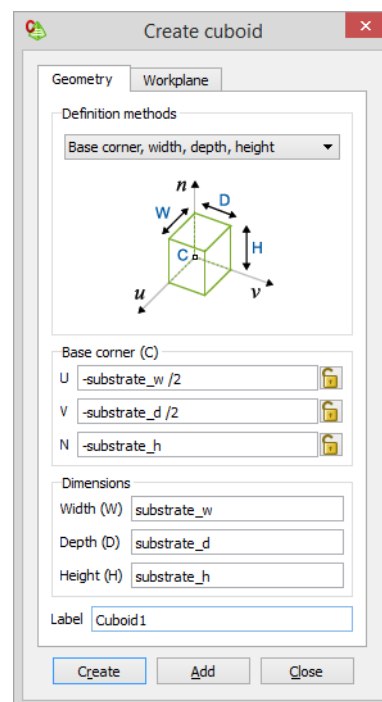 Create cuboid
Geometry Workplane
Definition methods
Base corner, width, depth, height
n
D
W
H
C
u
v
Base corner (C)
U -substrate_w /2
V -substrate_d /2
N -substrate_h
Dimensions
Width (W) substrate_w
Depth (D) substrate_d
Height (H) substrate_h
Label Cuboid1
Create Add Close